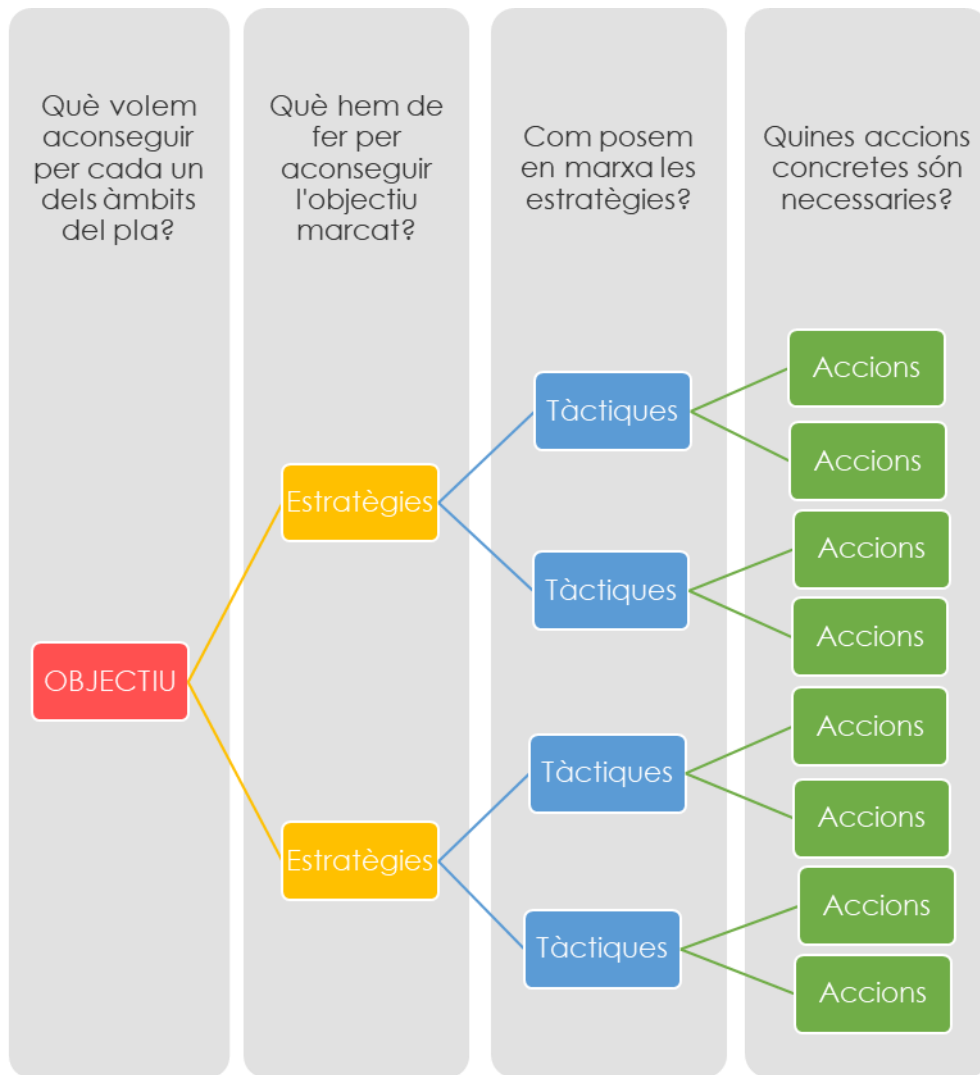 Què volem
aconseguir
per cada un
dels àmbits
del pla?
Què hem de
fer per
aconseguir
l'objectiu
marcat?
Com posem
en marxa les
estratègies?
Quines accions
concretes són
necessaries?
OBJECTIU
Estratègies
Estratègies
Tàctiques
Tàctiques
Tàctiques
Tàctiques
Accions
Accions
Accions
Accions
Accions
Accions
Accions
Accions